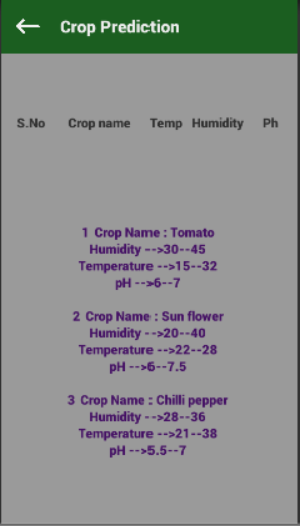 Crop Prediction
S.No Crop name Temp Humidity Ph
1 Crop Name : Tomato
Humidity -->30--45
Temperature -->15--32
pH -->6--7
2 Crop Name : Sun flower
Humidity -->20--40
Temperature -->22--28
pH -->6--7.5
3 Crop Name : Chilli pepper
Humidity -->28--36
Temperature -->21--38
pH -->5.5--7